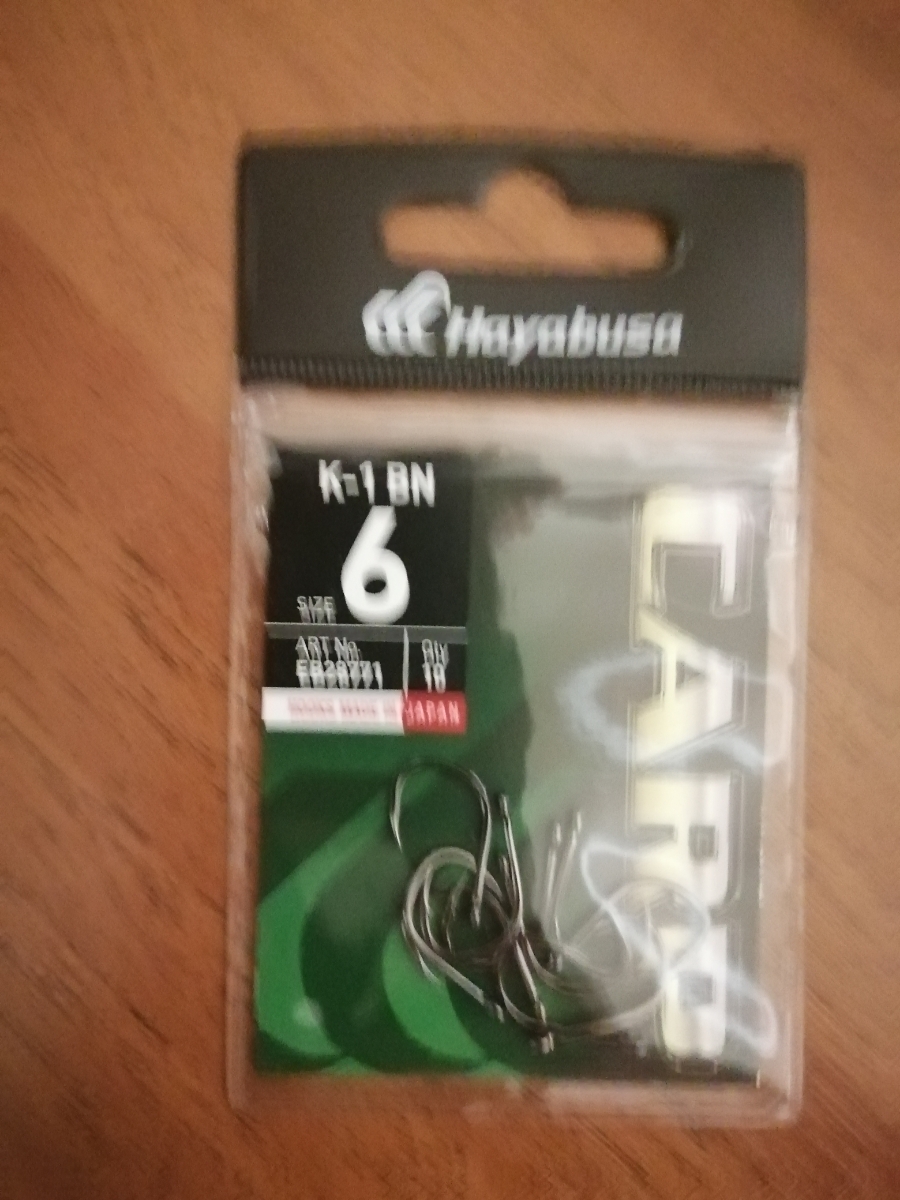 Hayabusa
K-1 BN
6
SIZE
ART No.
Qty
10
JAPAN
CARP